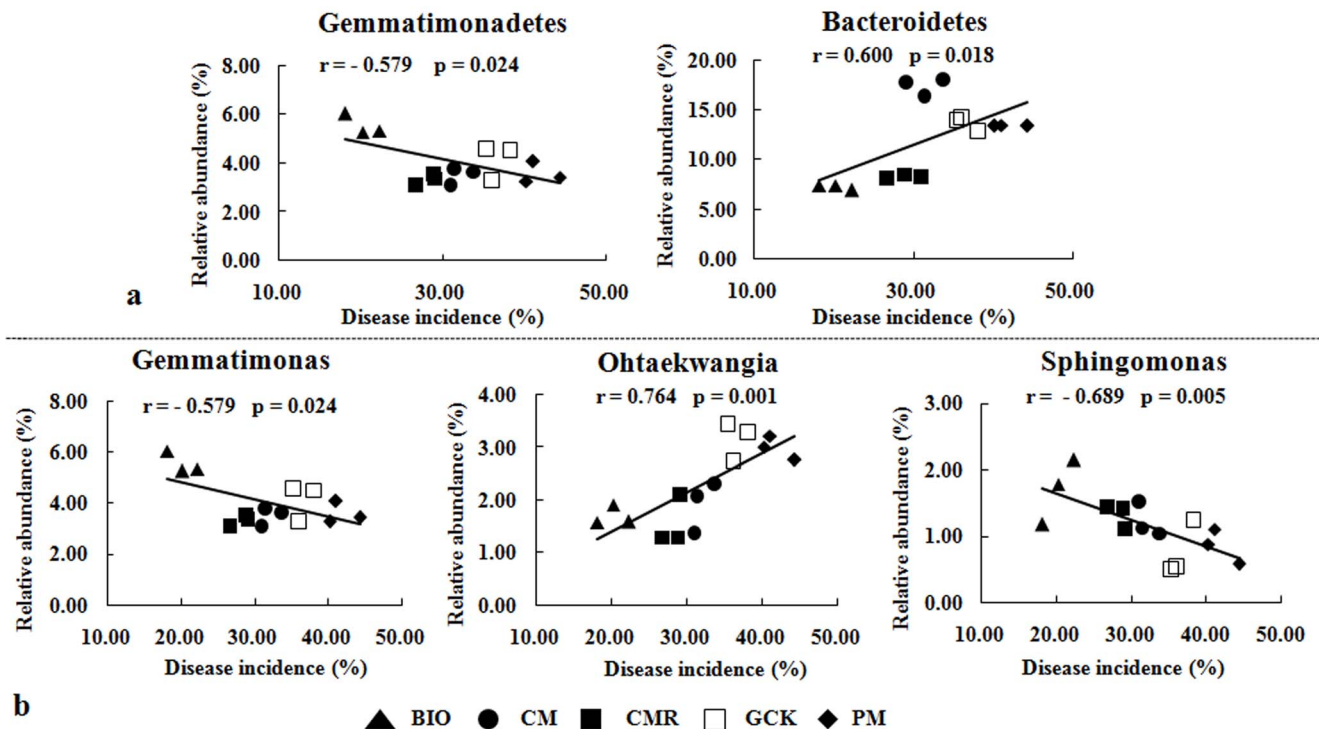 Gemmatimonadetes
r = - 0.579 p = 0.024
Relative abundance (%)
8.00
6.00
4.00
2.00
0.00
10.00 30.00 50.00
Disease incidence (%)
Bacteroidetes
r = 0.600 p = 0.018
Relative abundance (%)
20.00
15.00
10.00
5.00
0.00
10.00 30.00 50.00
Disease incidence (%)
a
Gemmatimonas
r = - 0.579 p = 0.024
Relative abundance (%)
8.00
6.00
4.00
2.00
0.00
10.00 20.00 30.00 40.00 50.00
Disease incidence (%)
Ohtaekwangia
r = 0.764 p = 0.001
Relative abundance (%)
4.00
3.00
2.00
1.00
0.00
10.00 20.00 30.00 40.00 50.00
Disease incidence (%)
Sphingomonas
r = - 0.689 p = 0.005
Relative abundance (%)
3.00
2.00
1.00
0.00
10.00 20.00 30.00 40.00 50.00
Disease incidence (%)
b
BIO CM CMR GCK PM